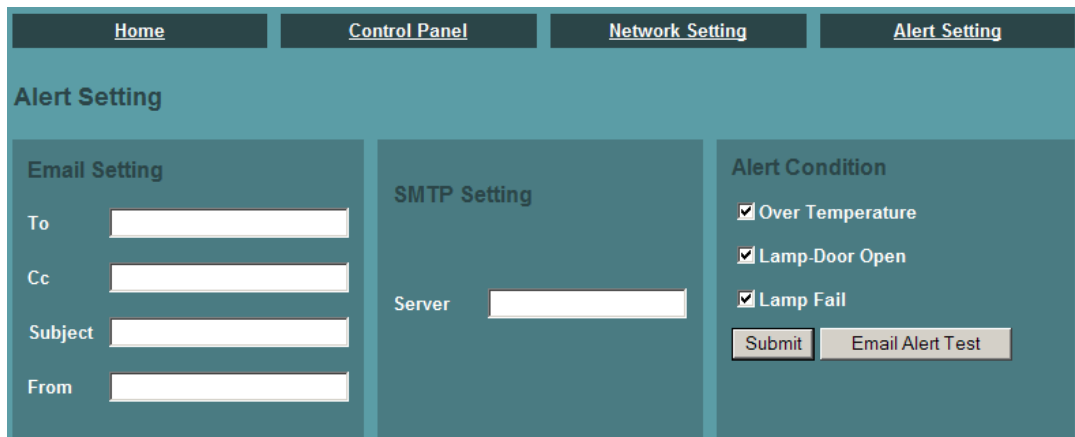 Home Control Panel Network Setting Alert Setting
Alert Setting
Email Setting
To
Cc
Subject
From
SMTP Setting
Server
Alert Condition
Over Temperature
Lamp-Door Open
Lamp Fail
Submit Email Alert Test